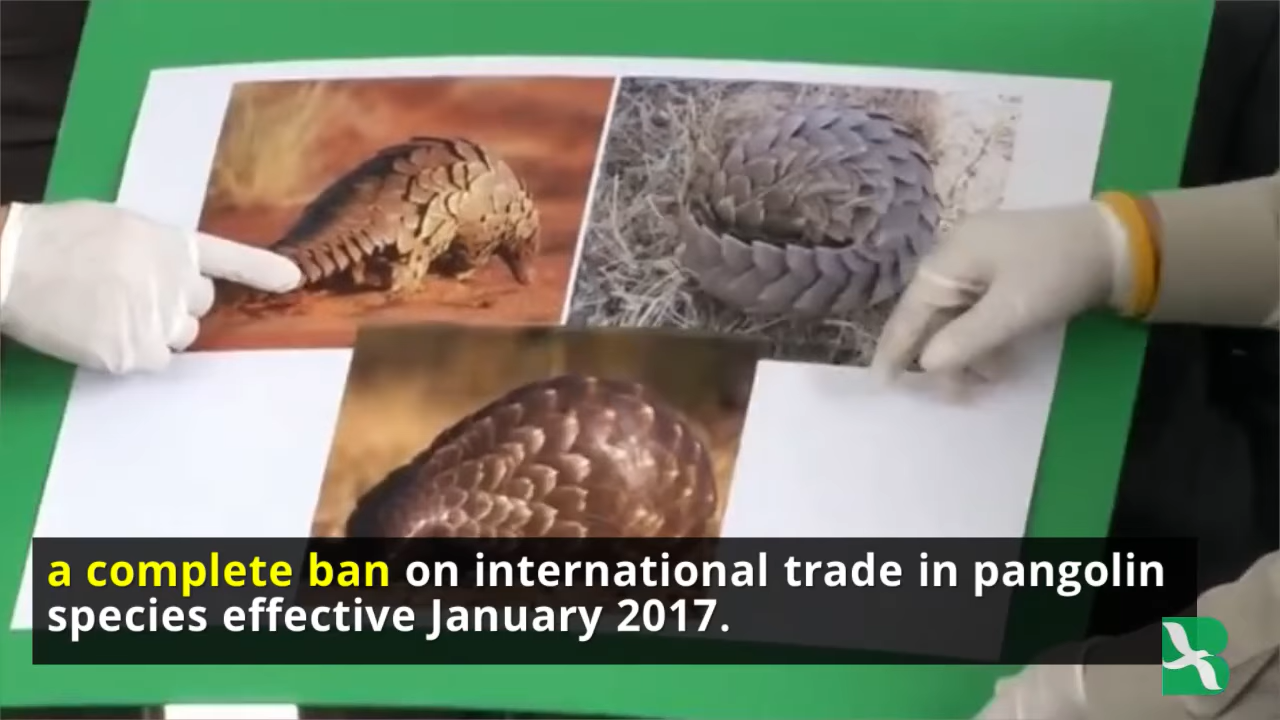 a complete ban on international trade in pangolin
species effective January 2017.